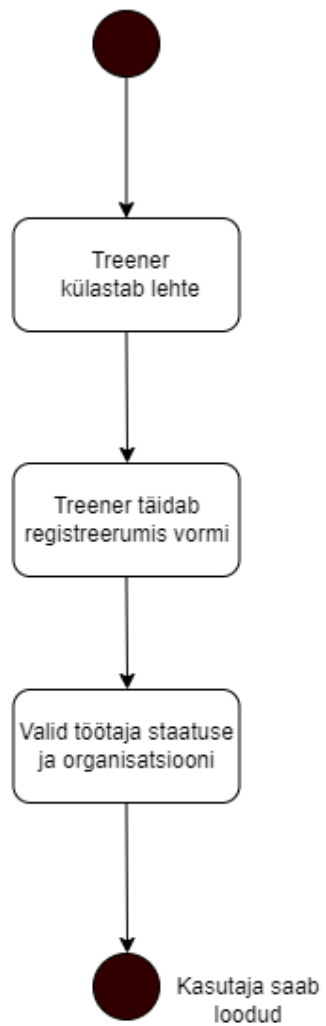 Treener
külastab lehte
Treener täidab
registreerumis vormi
Valid töötaja staatuse
ja organisatsiooni
Kasutaja saab
loodud